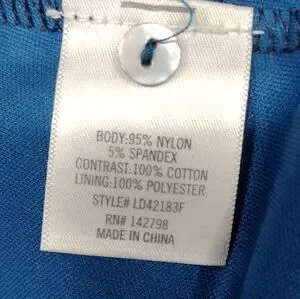 BODY:95% NYLON
5% SPANDEX
CONTRAST:100% COTTON
LINING:100% POLYESTER
STYLE# LD42183F
RN# 142798
MADE IN CHINA